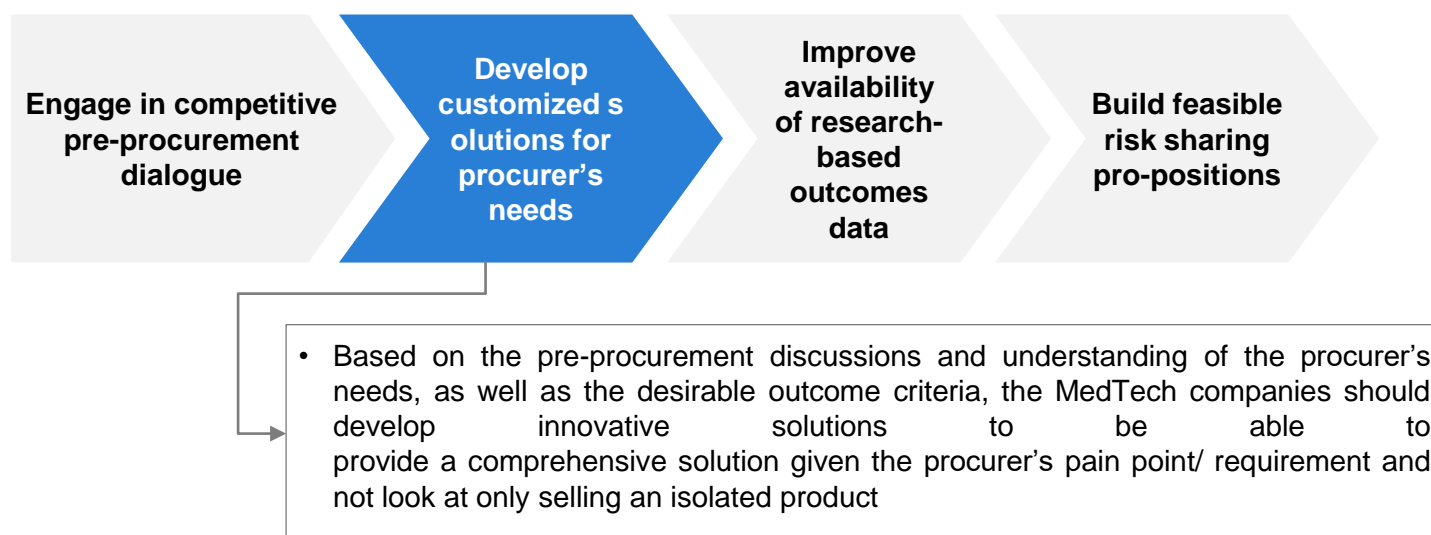 Engage in competitive
pre-procurement
dialogue
Develop
customized s
olutions for
procurer’s
needs
Improve
availability
of research-
based
outcomes
data
Build feasible
risk sharing
pro-positions
• Based on the pre-procurement discussions and understanding of the procurer’s
needs, as well as the desirable outcome criteria, the MedTech companies should
develop innovative solutions to be able to
provide a comprehensive solution given the procurer’s pain point/ requirement and
not look at only selling an isolated product